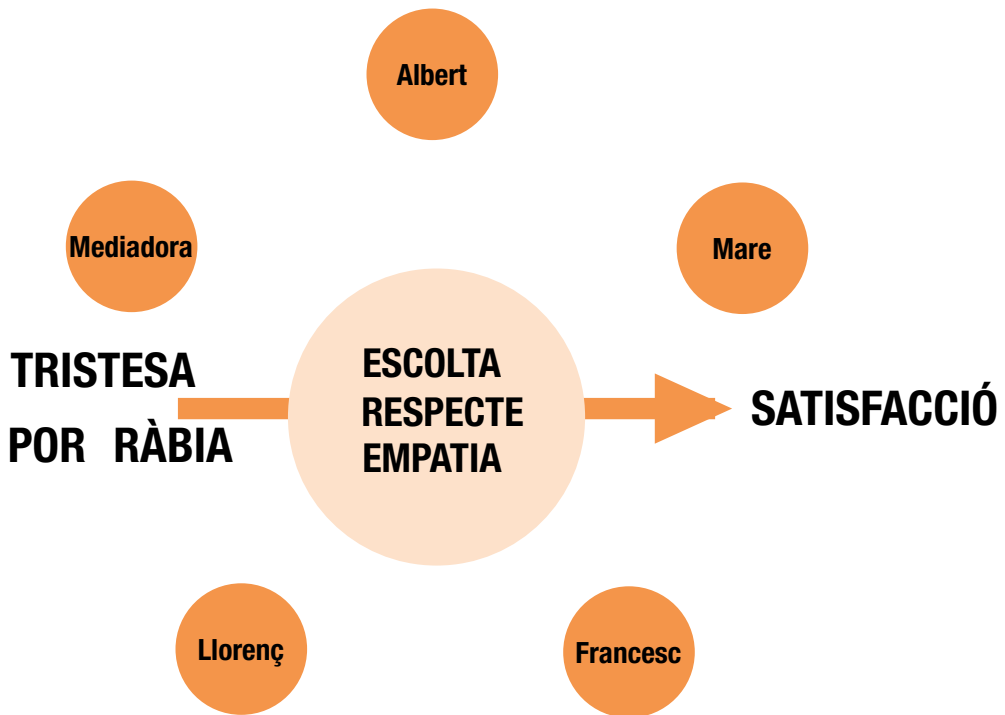 Albert
Mediadora
Mare
TRISTESA
POR RÀBIA
ESCOLTA
RESPECTE
EMPATIA
SATISFACCIÓ
Llorenç
Francesc